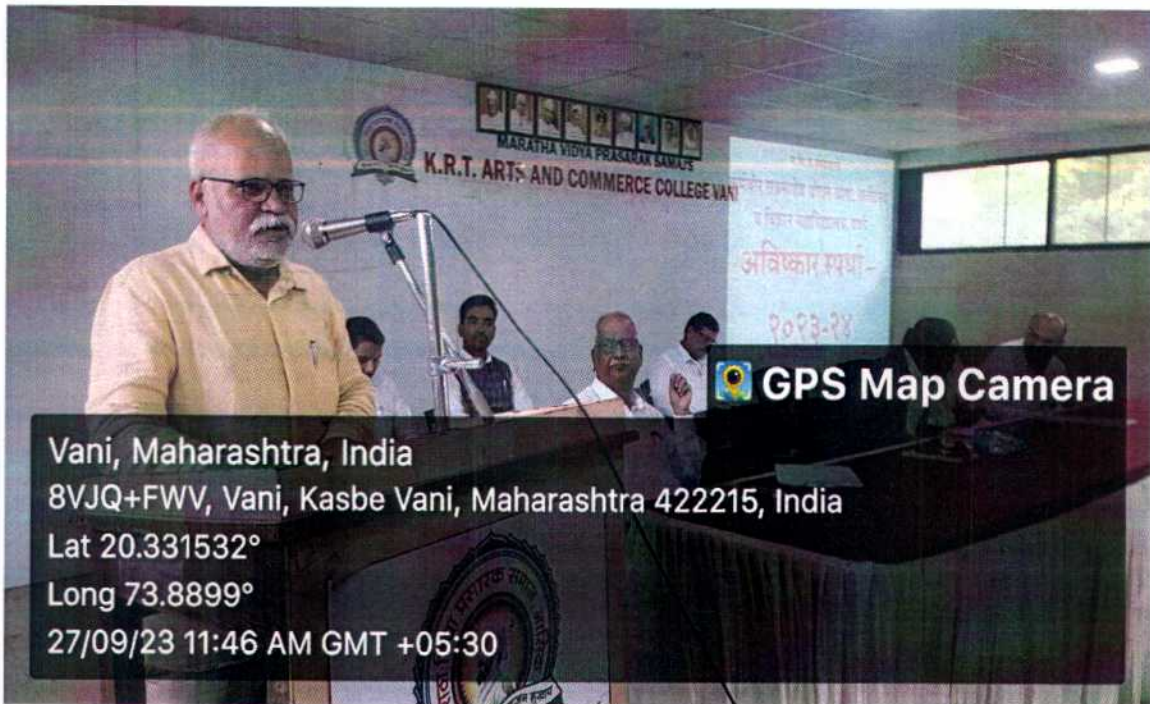 MARATHA VIDYA PRASARAK SAMAJ'S
K.R.T. ARTS AND COMMERCE COLLEGE VANI
अविष्कार स्पर्धा -
२०२३-२४
GPS Map Camera
Vani, Maharashtra, India
8VJQ+FWV, Vani, Kasbe Vani, Maharashtra 422215, India
Lat 20.331532°
Long 73.8899°
27/09/23 11:46 AM GMT +05:30